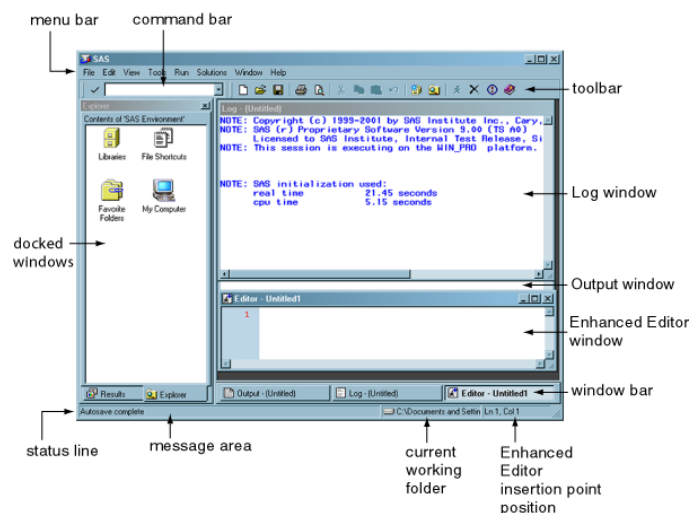 menu bar
command bar
SAS
File Edit View Tools Run Solutions Window Help
toolbar
Explorer
Contents of 'SAS Environment'
Libraries
File Shortcuts
Favorite Folders
My Computer
docked windows
Log - (Untitled)
NOTE: Copyright (c) 1999-2001 by SAS Institute Inc., Cary,
NOTE: SAS (r) Proprietary Software Version 9.00 (TS A0)
Licensed to SAS Institute, Internal Test Release, Si
NOTE: This session is executing on the WIN_PRO platform.
NOTE: SAS initialization used:
real time 21.45 seconds
cpu time 5.15 seconds
Log window
Output window
Editor - Untitled1
1
Enhanced Editor
window
Results
Explorer
Output - (Untitled)
Log - (Untitled)
Editor - Untitled1
window bar
Autosave complete
C:\Documents and Settin
Ln 1, Col 1
status line
message area
current
working
folder
Enhanced
Editor
insertion point
position